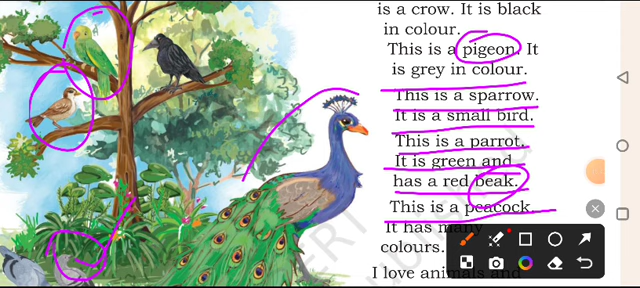 is a crow. It is black
in colour.
This is a pigeon. It
is grey in colour.
This is a sparrow.
It is a small bird.
This is a parrot.
It is green and
has a red beak.
This is a peacock.
It has many
colours.
I love animals and